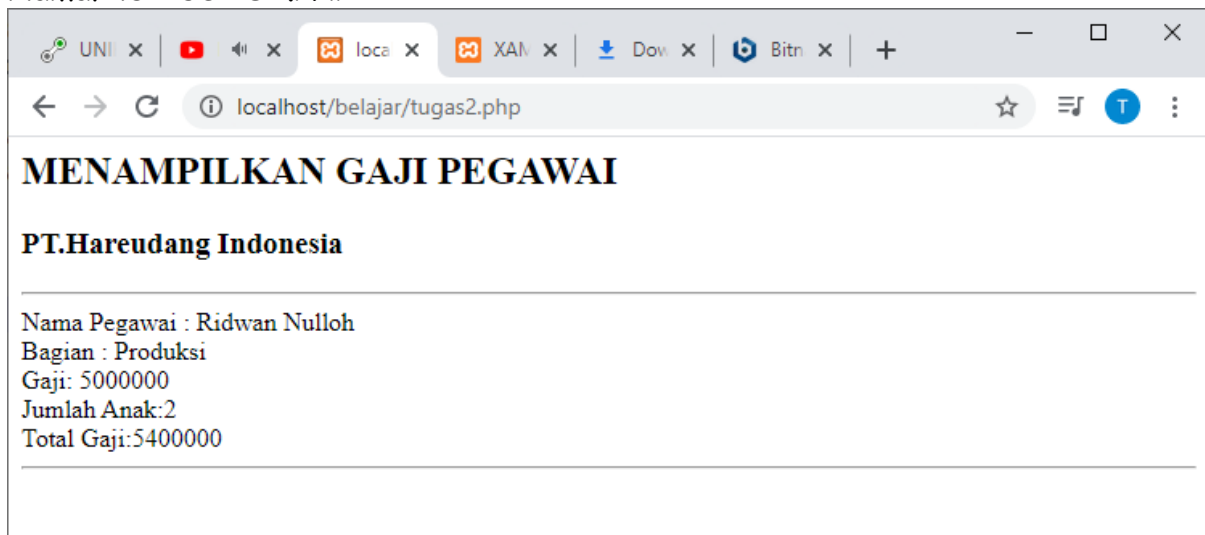 UNI
loca
XAN
Dow
Bitn
localhost/belajar/tugas2.php
T
MENAMPILKAN GAJI PEGAWAI
PT.Hareudang Indonesia
Nama Pegawai : Ridwan Nulloh
Bagian : Produksi
Gaji: 5000000
Jumlah Anak:2
Total Gaji:5400000